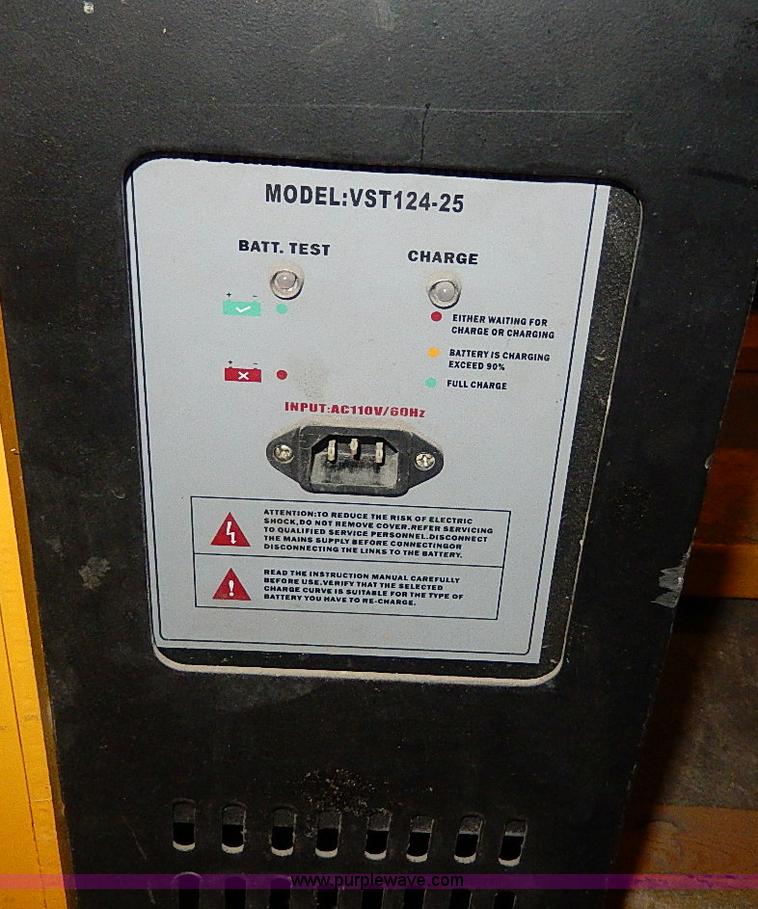 MODEL:VST124-25
BATT. TEST
CHARGE
+ -
EITHER WAITING FOR
CHARGE OR CHARGING
BATTERY IS CHARGING
EXCEED 90%
+ -
FULL CHARGE
INPUT:AC110V/60Hz
ATTENTION:TO REDUCE THE RISK OF ELECTRIC
SHOCK,DO NOT REMOVE COVER.REFER SERVICING
TO QUALIFIED SERVICE PERSONNEL.DISCONNECT
THE MAINS SUPPLY BEFORE CONNECTINGOR
DISCONNECTING THE LINKS TO THE BATTERY.
READ THE INSTRUCTION MANUAL CAREFULLY
BEFORE USE.VERIFY THAT THE SELECTED
CHARGE CURVE IS SUITABLE FOR THE TYPE OF
BATTERY YOU HAVE TO RE-CHARGE.
www.purplewave.com